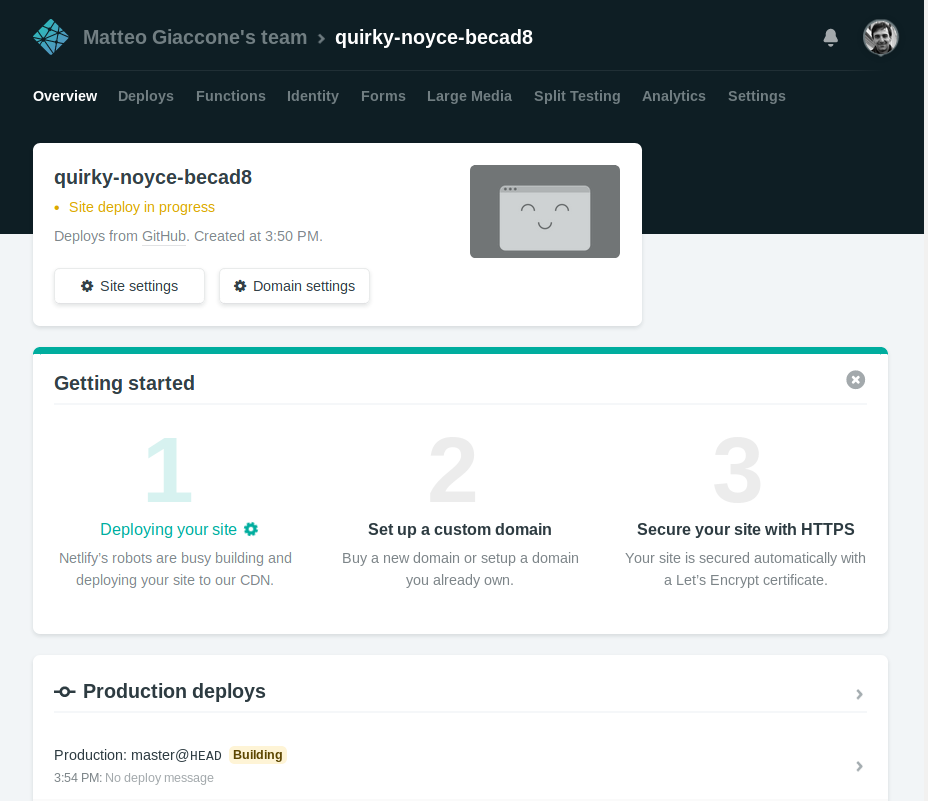 Matteo Giaccone's team > quirky-noyce-becad8
Overview Deploys Functions Identity Forms Large Media Split Testing Analytics Settings
quirky-noyce-becad8
• Site deploy in progress
Deploys from GitHub. Created at 3:50 PM.
Site settings Domain settings
Getting started
1 2 3
Deploying your site Set up a custom domain Secure your site with HTTPS
Netlify’s robots are busy building and Buy a new domain or setup a domain Your site is secured automatically with
deploying your site to our CDN. you already own. a Let’s Encrypt certificate.
Production deploys
Production: master@HEAD Building
3:54 PM: No deploy message